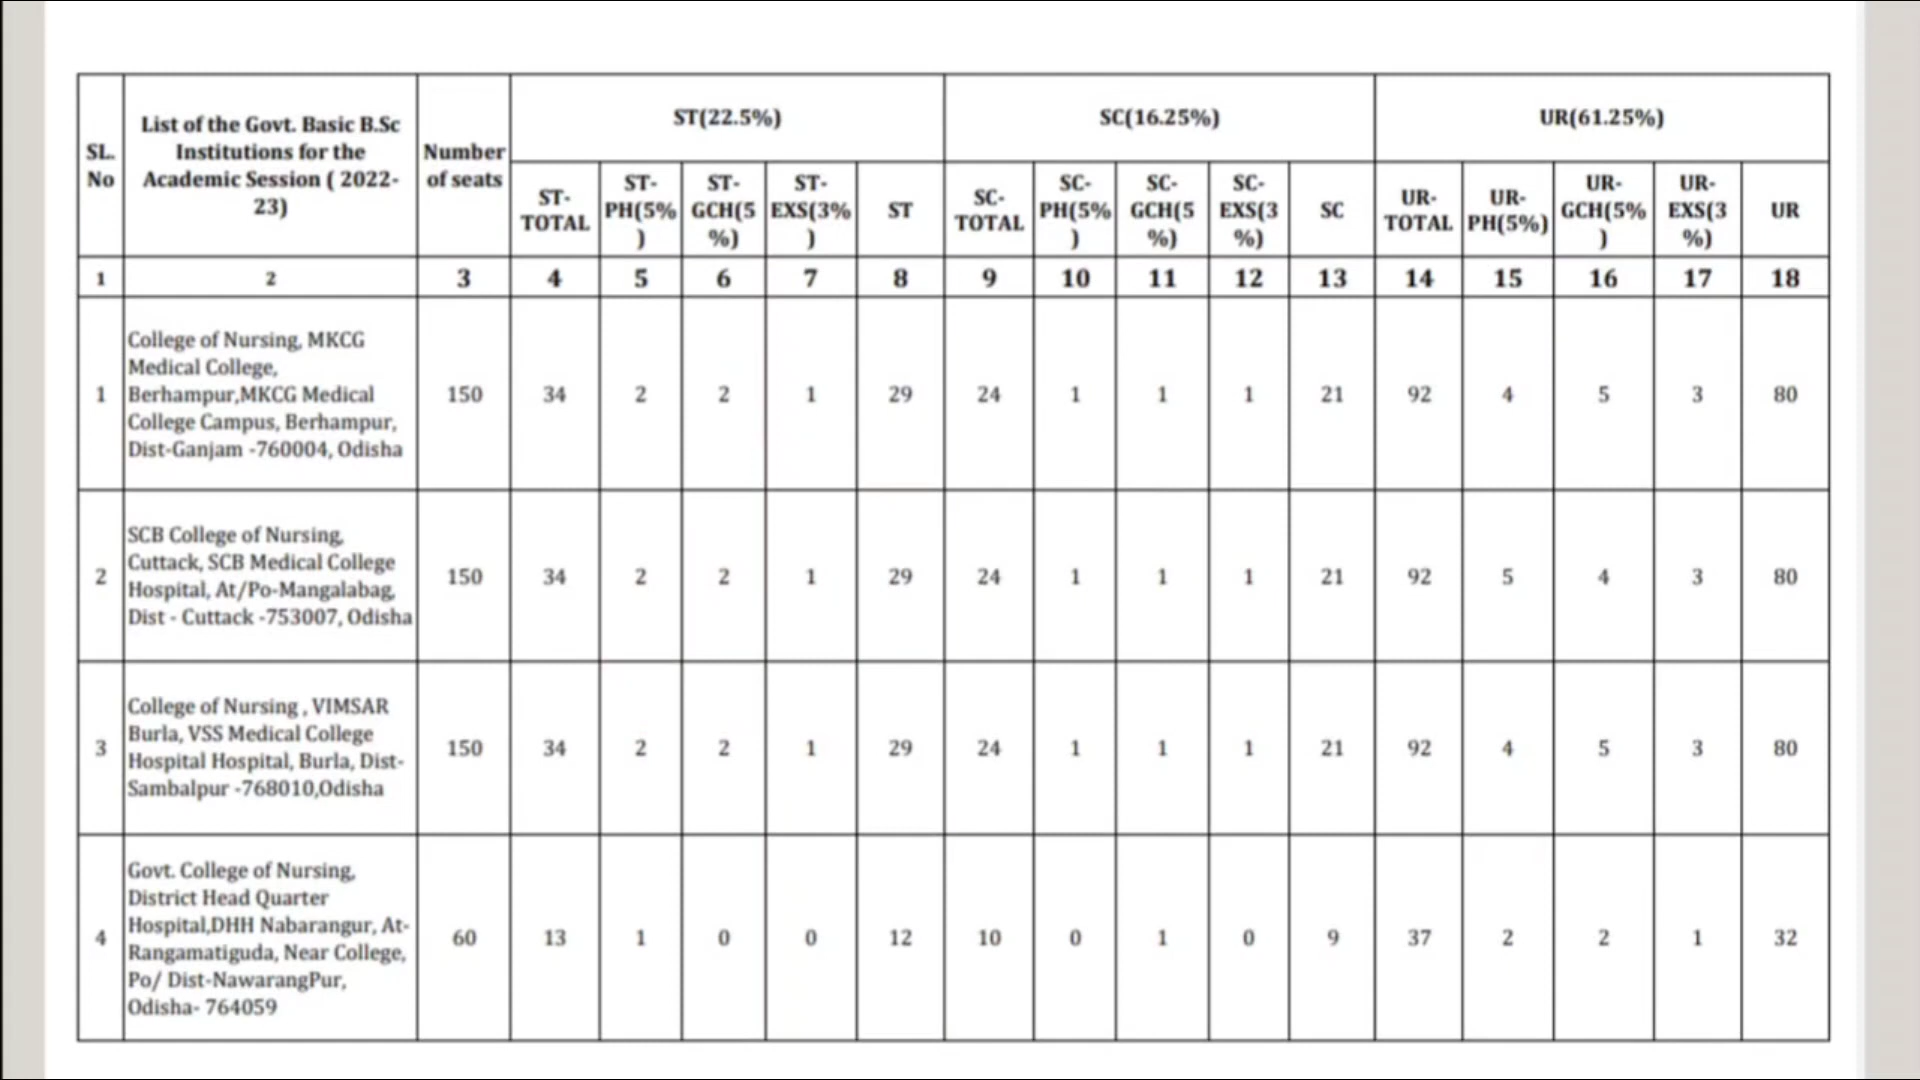 List of the Govt. Basic B.Sc
Institutions for the
Academic Session ( 2022-
23)
SL.
No
Number
of seats
ST(22.5%)
SC(16.25%)
UR(61.25%)
ST-
TOTAL
ST-
PH(5%
)
ST-
GCH(5
%)
ST-
EXS(3%
)
ST
SC-
TOTAL
SC-
PH(5%
)
SC-
GCH(5
%)
SC-
EXS(3
%)
SC
UR-
TOTAL
UR-
PH(5%)
UR-
GCH(5%
)
UR-
EXS(3
%)
UR
1 2 3 4 5 6 7 8 9 10 11 12 13 14 15 16 17 18
College of Nursing, MKCG
Medical College,
1 Berhampur,MKCG Medical 150 34 2 2 1 29 24 1 1 1 21 92 4 5 3 80
College Campus, Berhampur,
Dist-Ganjam -760004, Odisha
SCB College of Nursing,
Cuttack, SCB Medical College
2 Hospital, At/Po-Mangalabag, 150 34 2 2 1 29 24 1 1 1 21 92 5 4 3 80
Dist - Cuttack -753007, Odisha
College of Nursing , VIMSAR
Burla, VSS Medical College
3 Hospital Hospital, Burla, Dist- 150 34 2 2 1 29 24 1 1 1 21 92 4 5 3 80
Sambalpur -768010,Odisha
Govt. College of Nursing,
District Head Quarter
Hospital,DHH Nabarangur, At-
4 Rangamatiguda, Near College, 60 13 1 0 0 12 10 0 1 0 9 37 2 2 1 32
Po/ Dist-NawarangPur,
Odisha- 764059